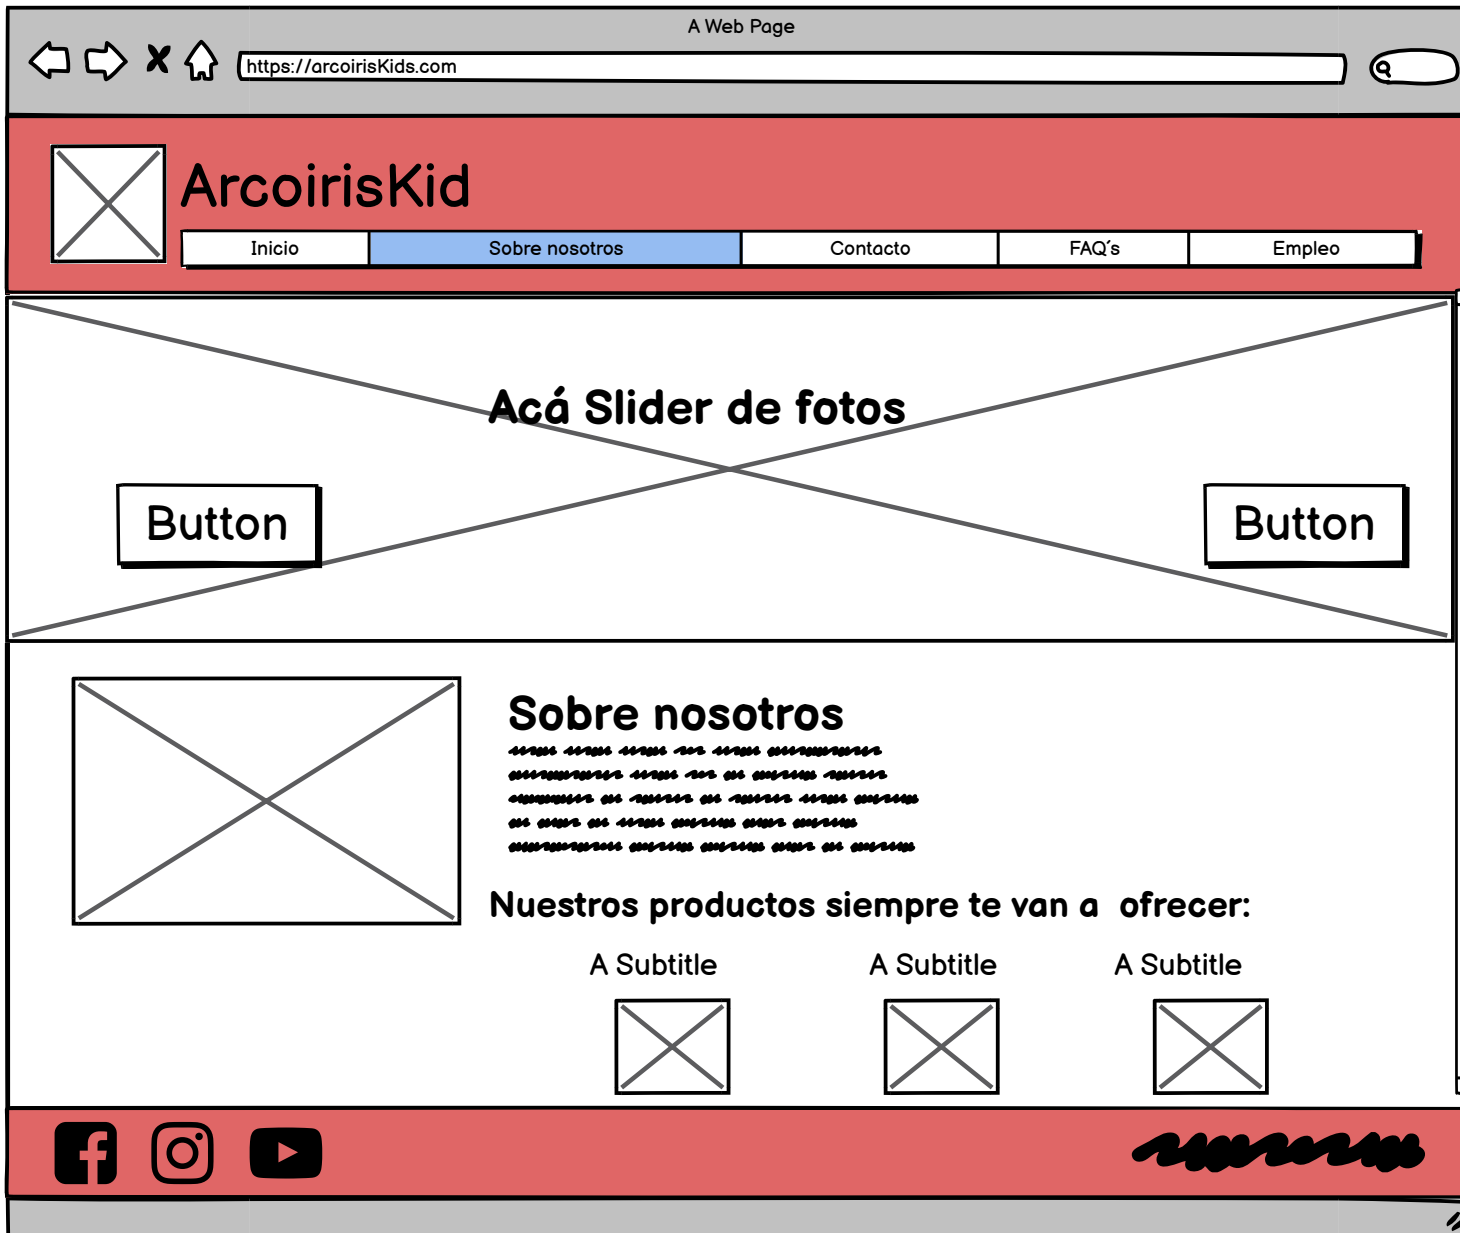 A Web Page
https://arcoirisKids.com
ArcoirisKid
Inicio
Sobre nosotros
Contacto
FAQ´s
Empleo
Acá Slider de fotos
Button
Button
Sobre nosotros
Nuestros productos siempre te van a ofrecer:
A Subtitle
A Subtitle
A Subtitle